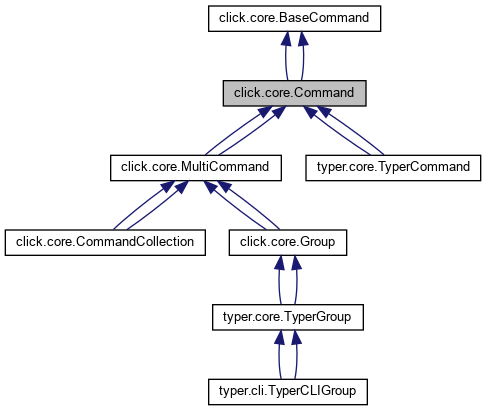 click.core.BaseCommand
click.core.Command
click.core.MultiCommand
typer.core.TyperCommand
click.core.CommandCollection
click.core.Group
typer.core.TyperGroup
typer.cli.TyperCLIGroup